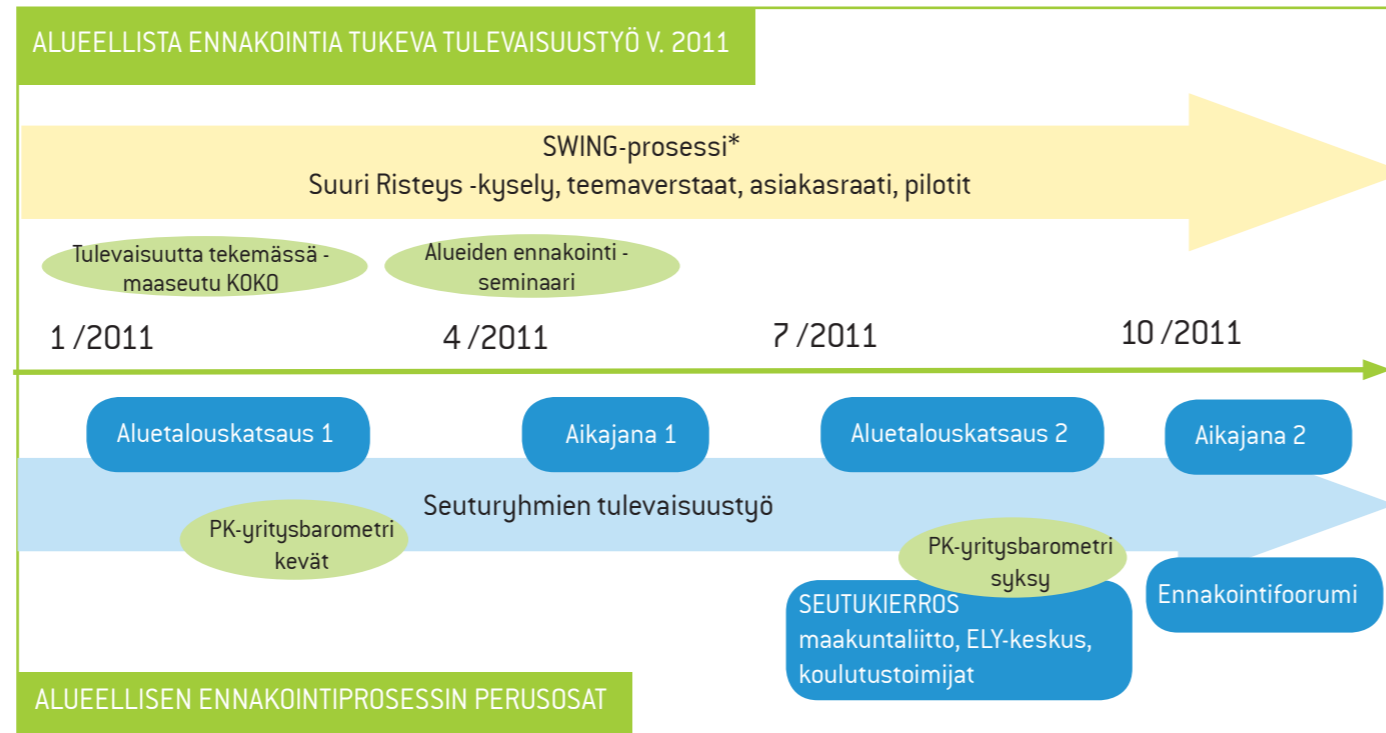 ALUEELLISTA ENNAKOINTIA TUKEVA TULEVAISUUSTYÖ V. 2011
SWING-prosessi*
Suuri Risteys -kysely, teemaverstaat, asiakasraati, pilotit
Tulevaisuutta tekemässä -
maaseutu KOKO
Alueiden ennakointi -
seminaari
1 /2011
4 /2011
7 /2011
10 /2011
Aluetalouskatsaus 1
Aikajana 1
Aluetalouskatsaus 2
Aikajana 2
Seuturyhmien tulevaisuustyö
PK-yritysbarometri
kevät
PK-yritysbarometri
syksy
SEUTUKIERROS
maakuntaliitto, ELY-keskus,
koulutustoimijat
Ennakointifoorumi
ALUEELLISEN ENNAKOINTIPROSESSIN PERUSOSAT